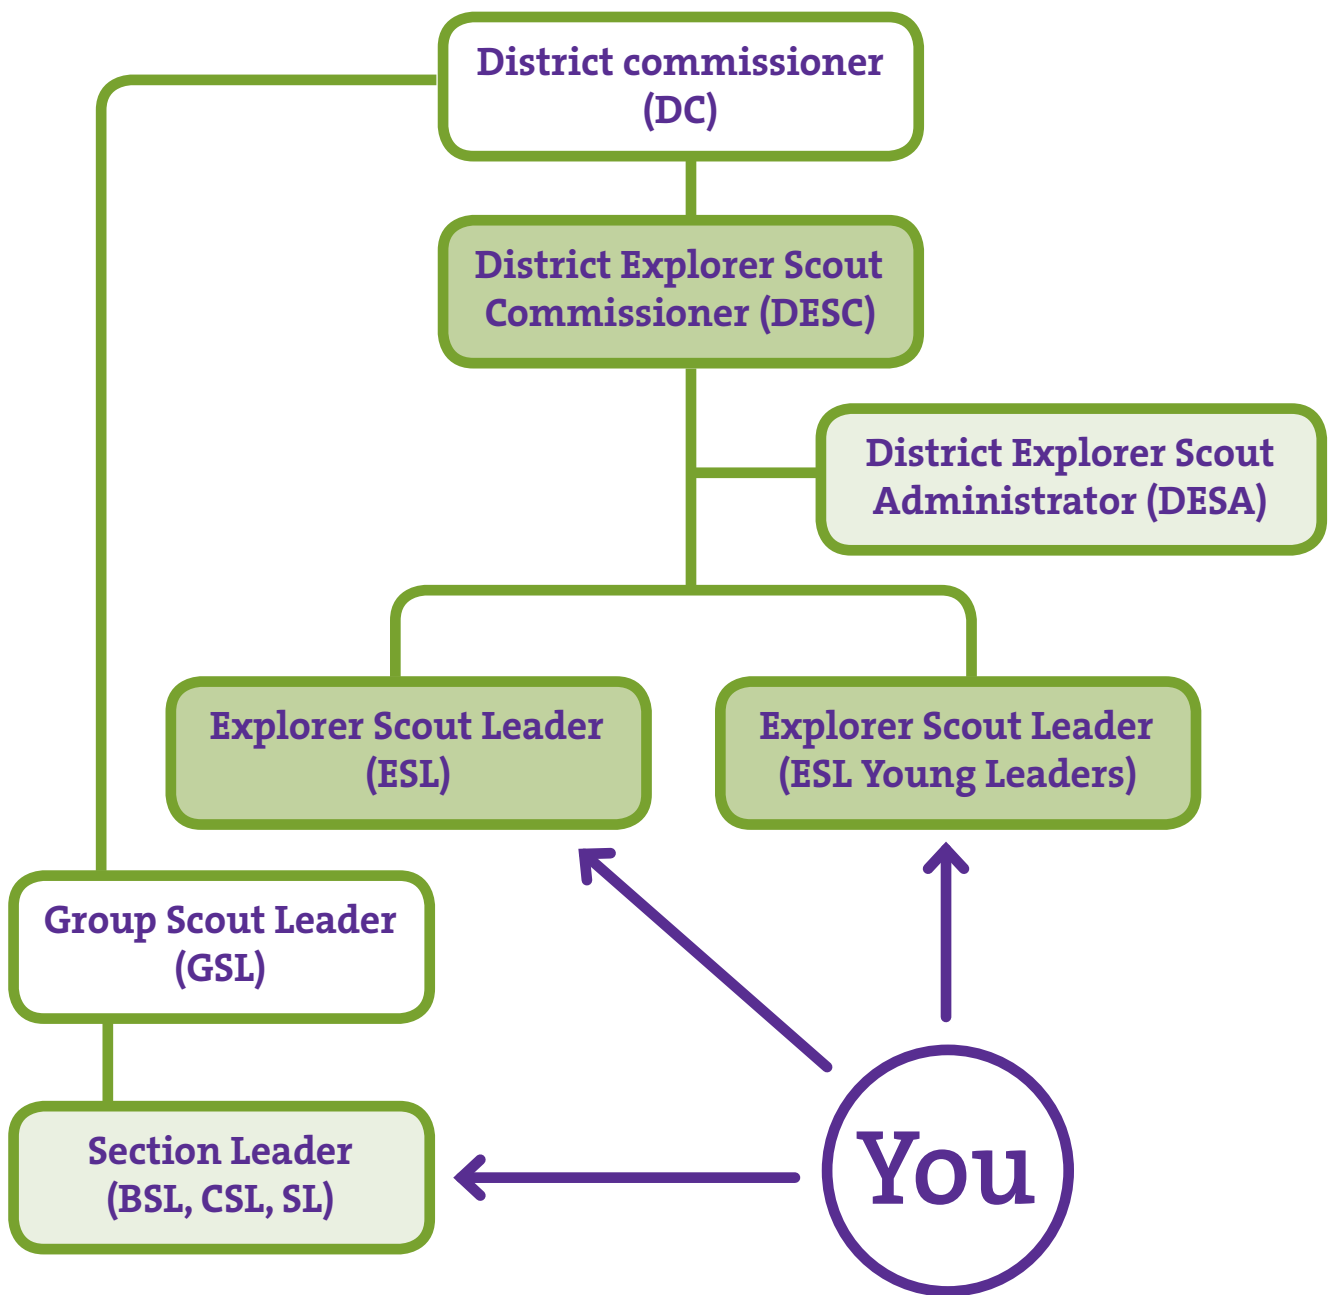 District commissioner
(DC)
District Explorer Scout
Commissioner (DESC)
District Explorer Scout
Administrator (DESA)
Explorer Scout Leader
(ESL)
Explorer Scout Leader
(ESL Young Leaders)
Group Scout Leader
(GSL)
Section Leader
(BSL, CSL, SL)
You